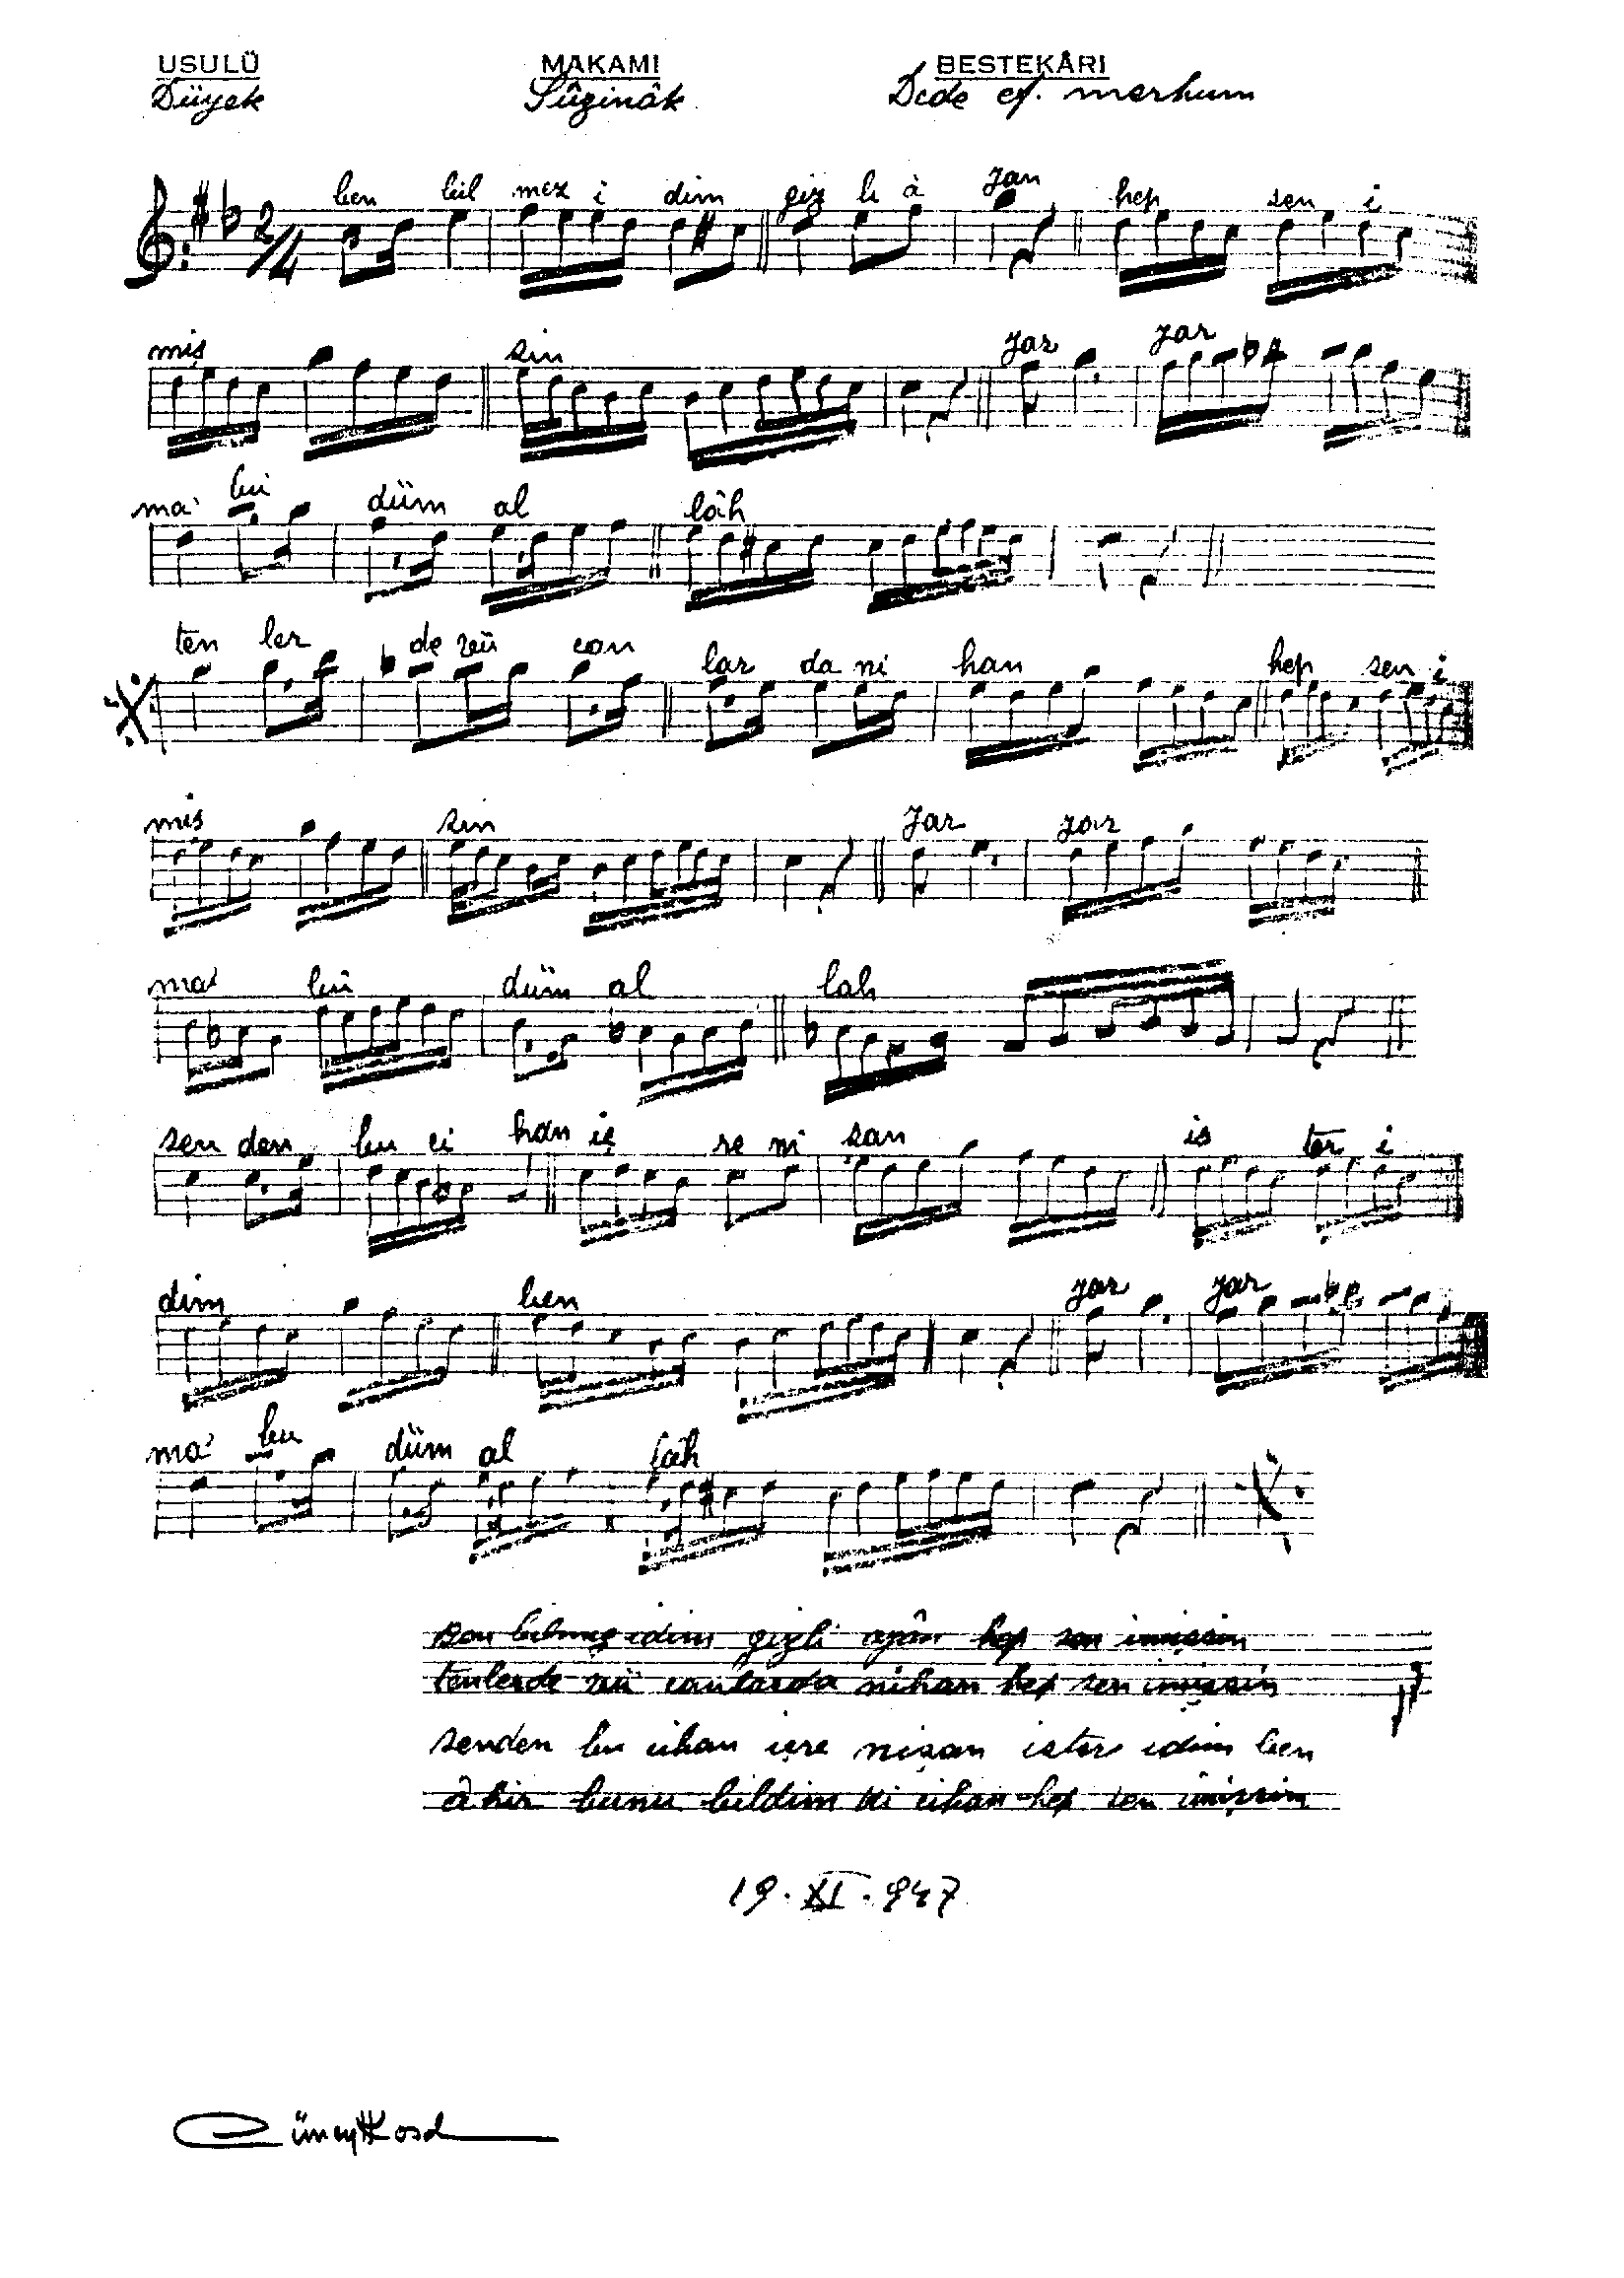 USULÜ MAKAMI BESTEKÂRI
Düyek Sûzinâk Dede ef. merhum
2/4 ben bil mez i dim giz li â yan hep sen i
miş sin yar yar
ma' bû düm al lâh
ten ler de vü can lar da ni han hep sen i
miş sin yar yar
ma' bû düm al lah
sen den bu ci han iç re ni şan is ter i
dim ben yar yar
ma' bu düm al lâh
Ben bilmez idim gizli ayân hep sen imişsin
tenlerde vü canlarda nihan hep sen imişsin
senden bu cihan içre nişan ister idim ben
âhir bunu bildim ki cihan hep sen imişsin
19.XI.947
Cüneyt Kosal